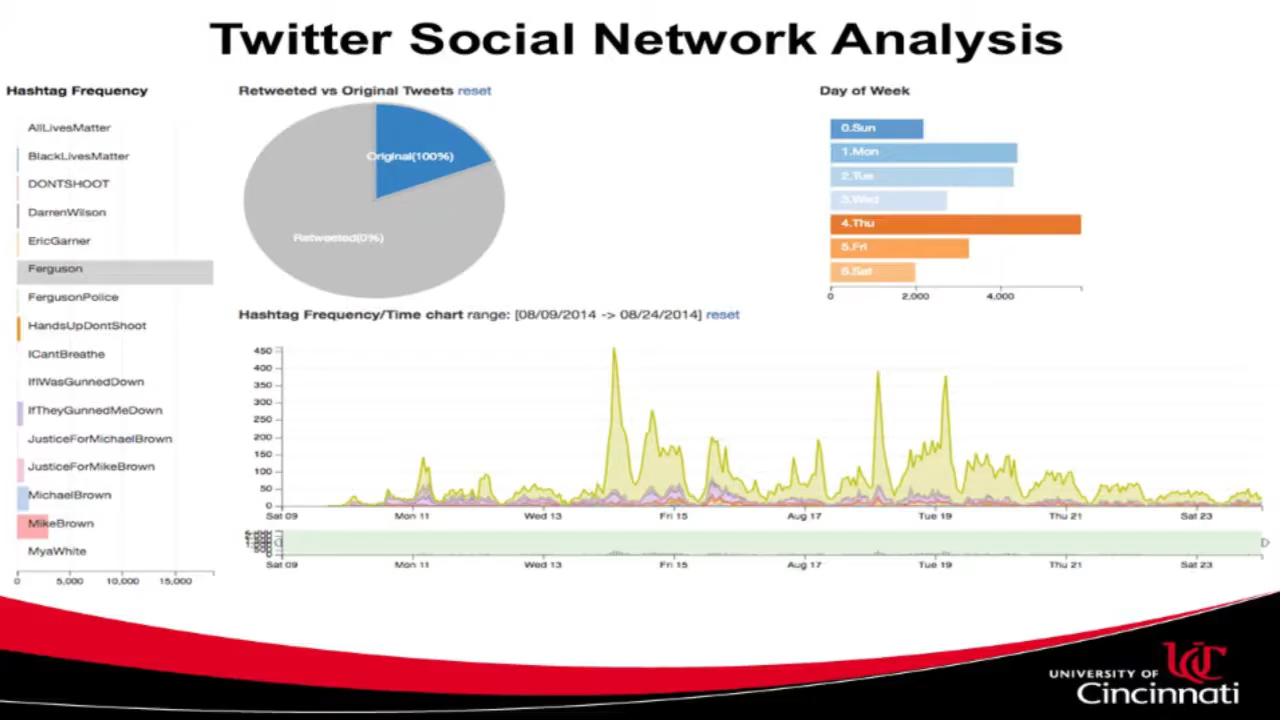 Twitter Social Network Analysis
Hashtag Frequency
AllLivesMatter
BlackLivesMatter
DONTSHOOT
DarrenWilson
EricGarner
Ferguson
FergusonPolice
HandsUpDontShoot
ICantBreathe
IfIWasGunnedDown
IfTheyGunnedMeDown
JusticeForMichaelBrown
JusticeForMikeBrown
MichaelBrown
MikeBrown
MyaWhite
0 5,000 10,000 15,000
Retweeted vs Original Tweets reset
Original(100%)
Retweeted(0%)
Day of Week
0.Sun
1.Mon
2.Tue
3.Wed
4.Thu
5.Fri
6.Sat
0 2,000 4,000
Hashtag Frequency/Time chart range: [08/09/2014 -> 08/24/2014] reset
450
400
350
300
250
200
150
100
50
0
Sat 09 Mon 11 Wed 13 Fri 15 Aug 17 Tue 19 Thu 21 Sat 23
Sat 09 Mon 11 Wed 13 Fri 15 Aug 17 Tue 19 Thu 21 Sat 23
UNIVERSITY OF
Cincinnati